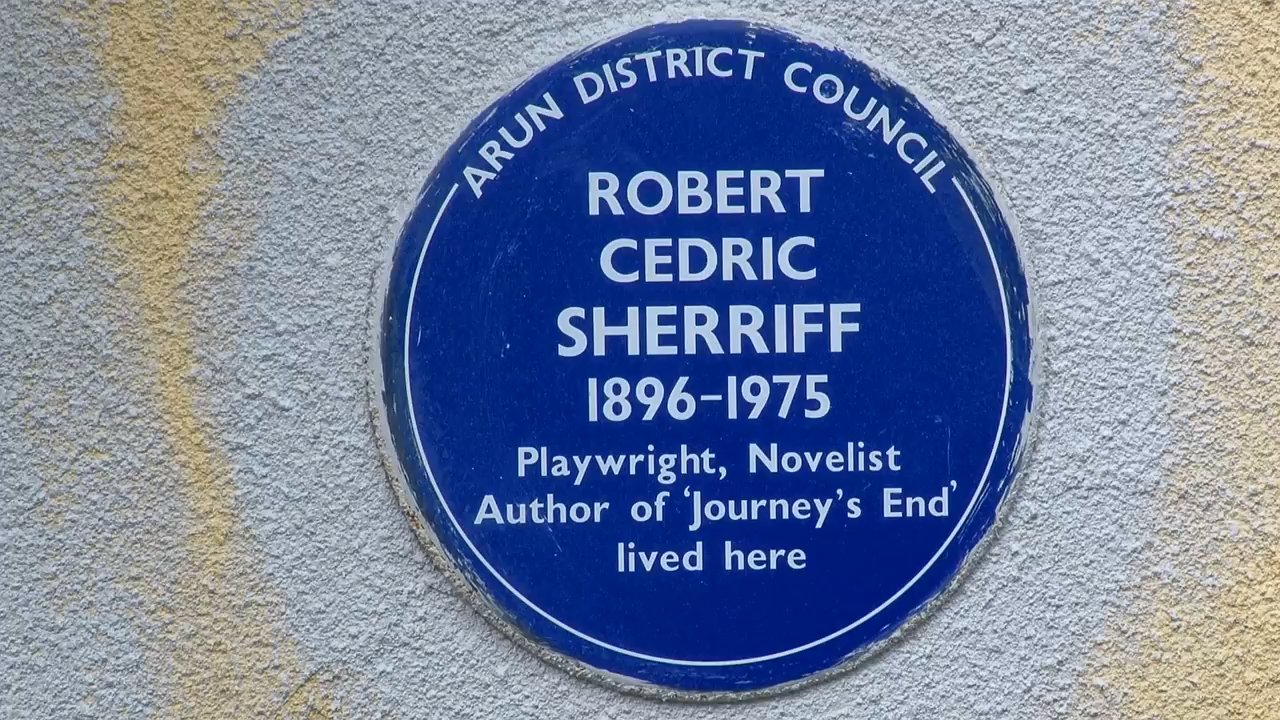 ARUN DISTRICT COUNCIL
ROBERT
CEDRIC
SHERRIFF
1896–1975
Playwright, Novelist
Author of ‘Journey’s End’
lived here